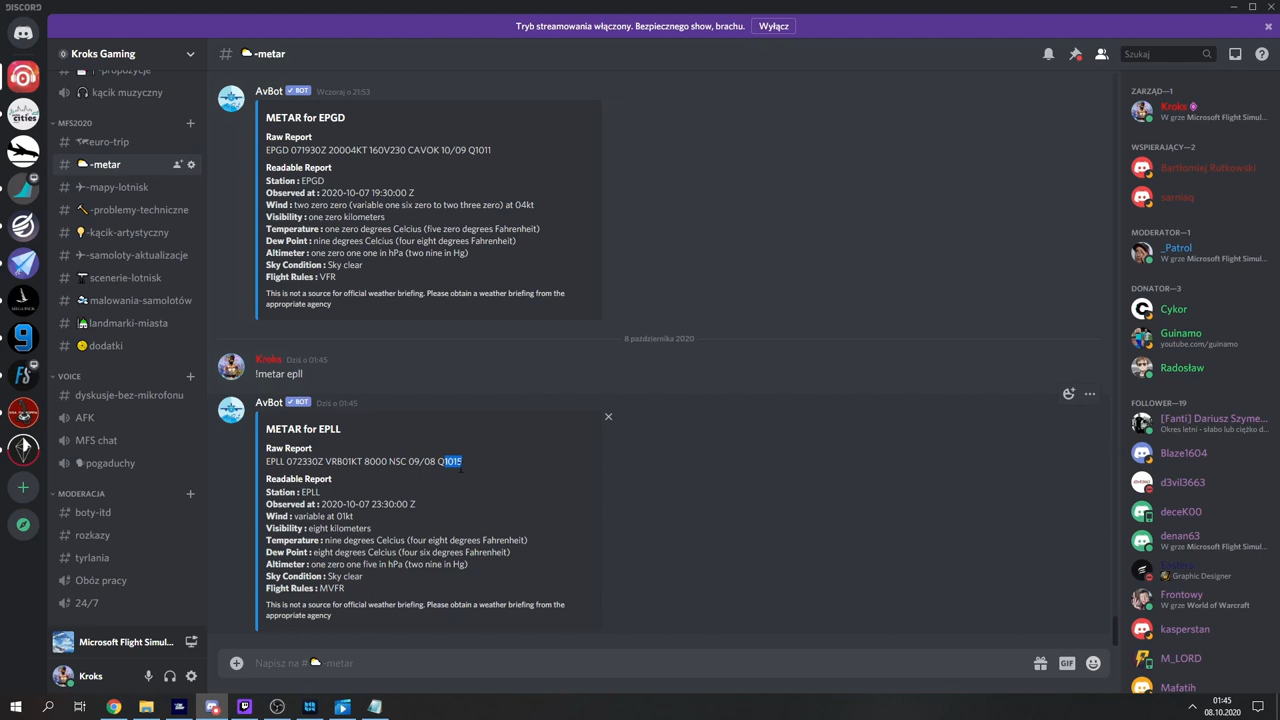 DISCORD
Tryb streamowania włączony. Bezpiecznego show, brachu.
Wyłącz
Kroks Gaming
-propozycje
kącik muzyczny
MFS2020
euro-trip
-metar
-mapy-lotnisk
-problemy-techniczne
-kącik-artystyczny
-samoloty-aktualizacje
scenerie-lotnisk
malowania-samolotów
landmarki-miasta
dodatki
VOICE
dyskusje-bez-mikrofonu
AFK
MFS chat
pogaduchy
MODERACJA
boty-itd
rozkazy
tyrlania
Obóz pracy
24/7
Microsoft Flight Simul...
Kroks
# -metar
Szukaj
AvBot BOT Wczoraj o 21:53
METAR for EPGD
Raw Report
EPGD 071930Z 20004KT 160V230 CAVOK 10/09 Q1011
Readable Report
Station : EPGD
Observed at : 2020-10-07 19:30:00 Z
Wind : two zero zero (variable one six zero to two three zero) at 04kt
Visibility : one zero kilometers
Temperature : one zero degrees Celcius (five zero degrees Fahrenheit)
Dew Point : nine degrees Celcius (four eight degrees Fahrenheit)
Altimeter : one zero one one in hPa (two nine in Hg)
Sky Condition : Sky clear
Flight Rules : VFR
This is not a source for official weather briefing. Please obtain a weather briefing from the
appropriate agency
8 października 2020
Kroks Dziś o 01:45
!metar epll
AvBot BOT Dziś o 01:45
METAR for EPLL
Raw Report
EPLL 072330Z VRB01KT 8000 NSC 09/08 Q1015
Readable Report
Station : EPLL
Observed at : 2020-10-07 23:30:00 Z
Wind : variable at 01kt
Visibility : eight kilometers
Temperature : nine degrees Celcius (four eight degrees Fahrenheit)
Dew Point : eight degrees Celcius (four six degrees Fahrenheit)
Altimeter : one zero one five in hPa (two nine in Hg)
Sky Condition : Sky clear
Flight Rules : MVFR
This is not a source for official weather briefing. Please obtain a weather briefing from the
appropriate agency
Napisz na # -metar
GIF
ZARZĄD—1
Kroks
W grze Microsoft Flight Simul...
WSPIERAJĄCY—2
Bartłomiej Rutkowski
sarniaq
MODERATOR—1
_Patrol
W grze Microsoft Flight Simul...
DONATOR—3
Cykor
Guinamo
youtube.com/guinamo
Radosław
FOLLOWER—19
[Fanti] Dariusz Szyme...
Okres letni - słabo lub ciężko d...
Blaze1604
d3vil3663
deceK00
denan63
W grze Microsoft Flight Simul...
Graphic Designer
Frontowy
W grze World of Warcraft
kasperstan
M_LORD
Mafatih
01:45
08.10.2020